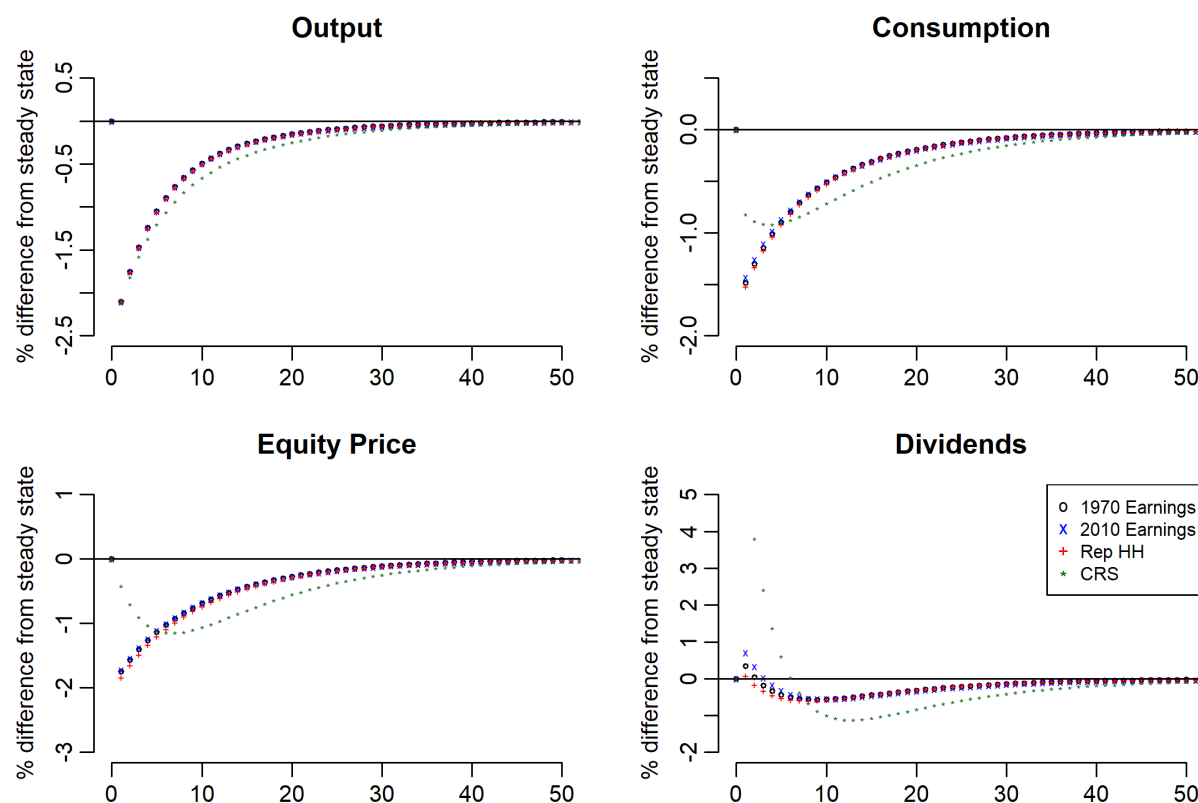 Output
% difference from steady state
0.5
-0.5
-1.5
-2.5
0 10 20 30 40 50
Consumption
% difference from steady state
0.0
-1.0
-2.0
0 10 20 30 40 50
Equity Price
% difference from steady state
1
0
-1
-2
-3
0 10 20 30 40 50
Dividends
% difference from steady state
5
4
3
2
1
0
-2
0 10 20 30 40 50
1970 Earnings
2010 Earnings
Rep HH
CRS